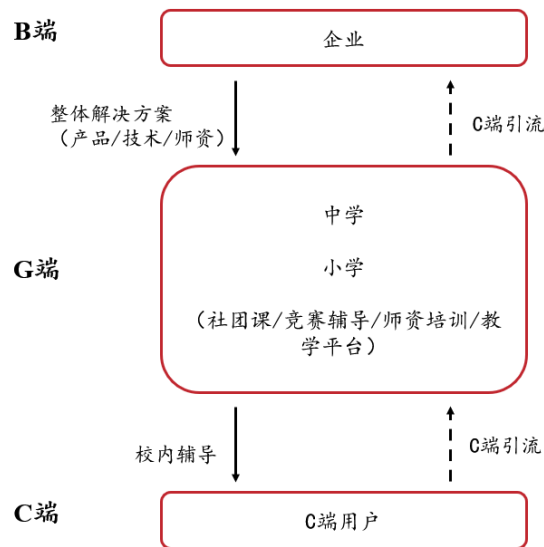 B端
企业
整体解决方案
（产品/技术/师资）
C端引流
中学
小学
G端
（社团课/竞赛辅导/师资培训/教
学平台）
校内辅导
C端引流
C端
C端用户